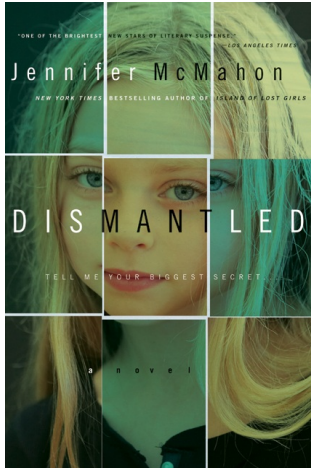 "ONE OF THE BRIGHTEST NEW STARS OF LITERARY SUSPENSE."
—LOS ANGELES TIMES
Jennifer McMahon
NEW YORK TIMES BESTSELLING AUTHOR OF ISLAND OF LOST GIRLS
DISMANTLED
TELL ME YOUR BIGGEST SECRET...
a novel